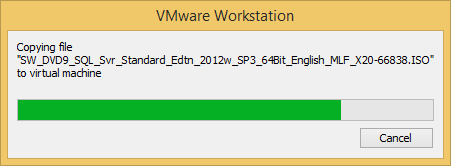 VMware Workstation
Copying file
"SW_DVD9_SQL_Svr_Standard_Edtn_2012w_SP3_64Bit_English_MLF_X20-66838.ISO"
to virtual machine
Cancel